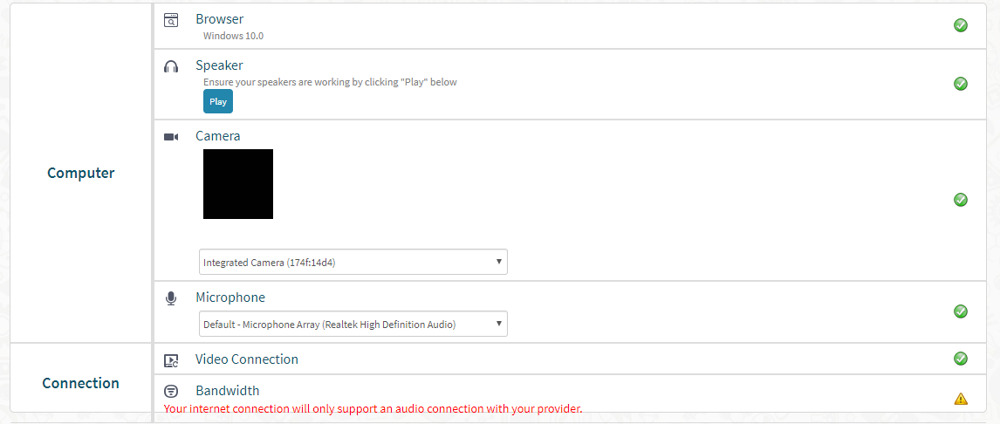 Browser
Windows 10.0
Speaker
Ensure your speakers are working by clicking "Play" below
Play
Camera
Computer
Integrated Camera (174f:14d4)
Microphone
Default - Microphone Array (Realtek High Definition Audio)
Video Connection
Connection
Bandwidth
Your internet connection will only support an audio connection with your provider.